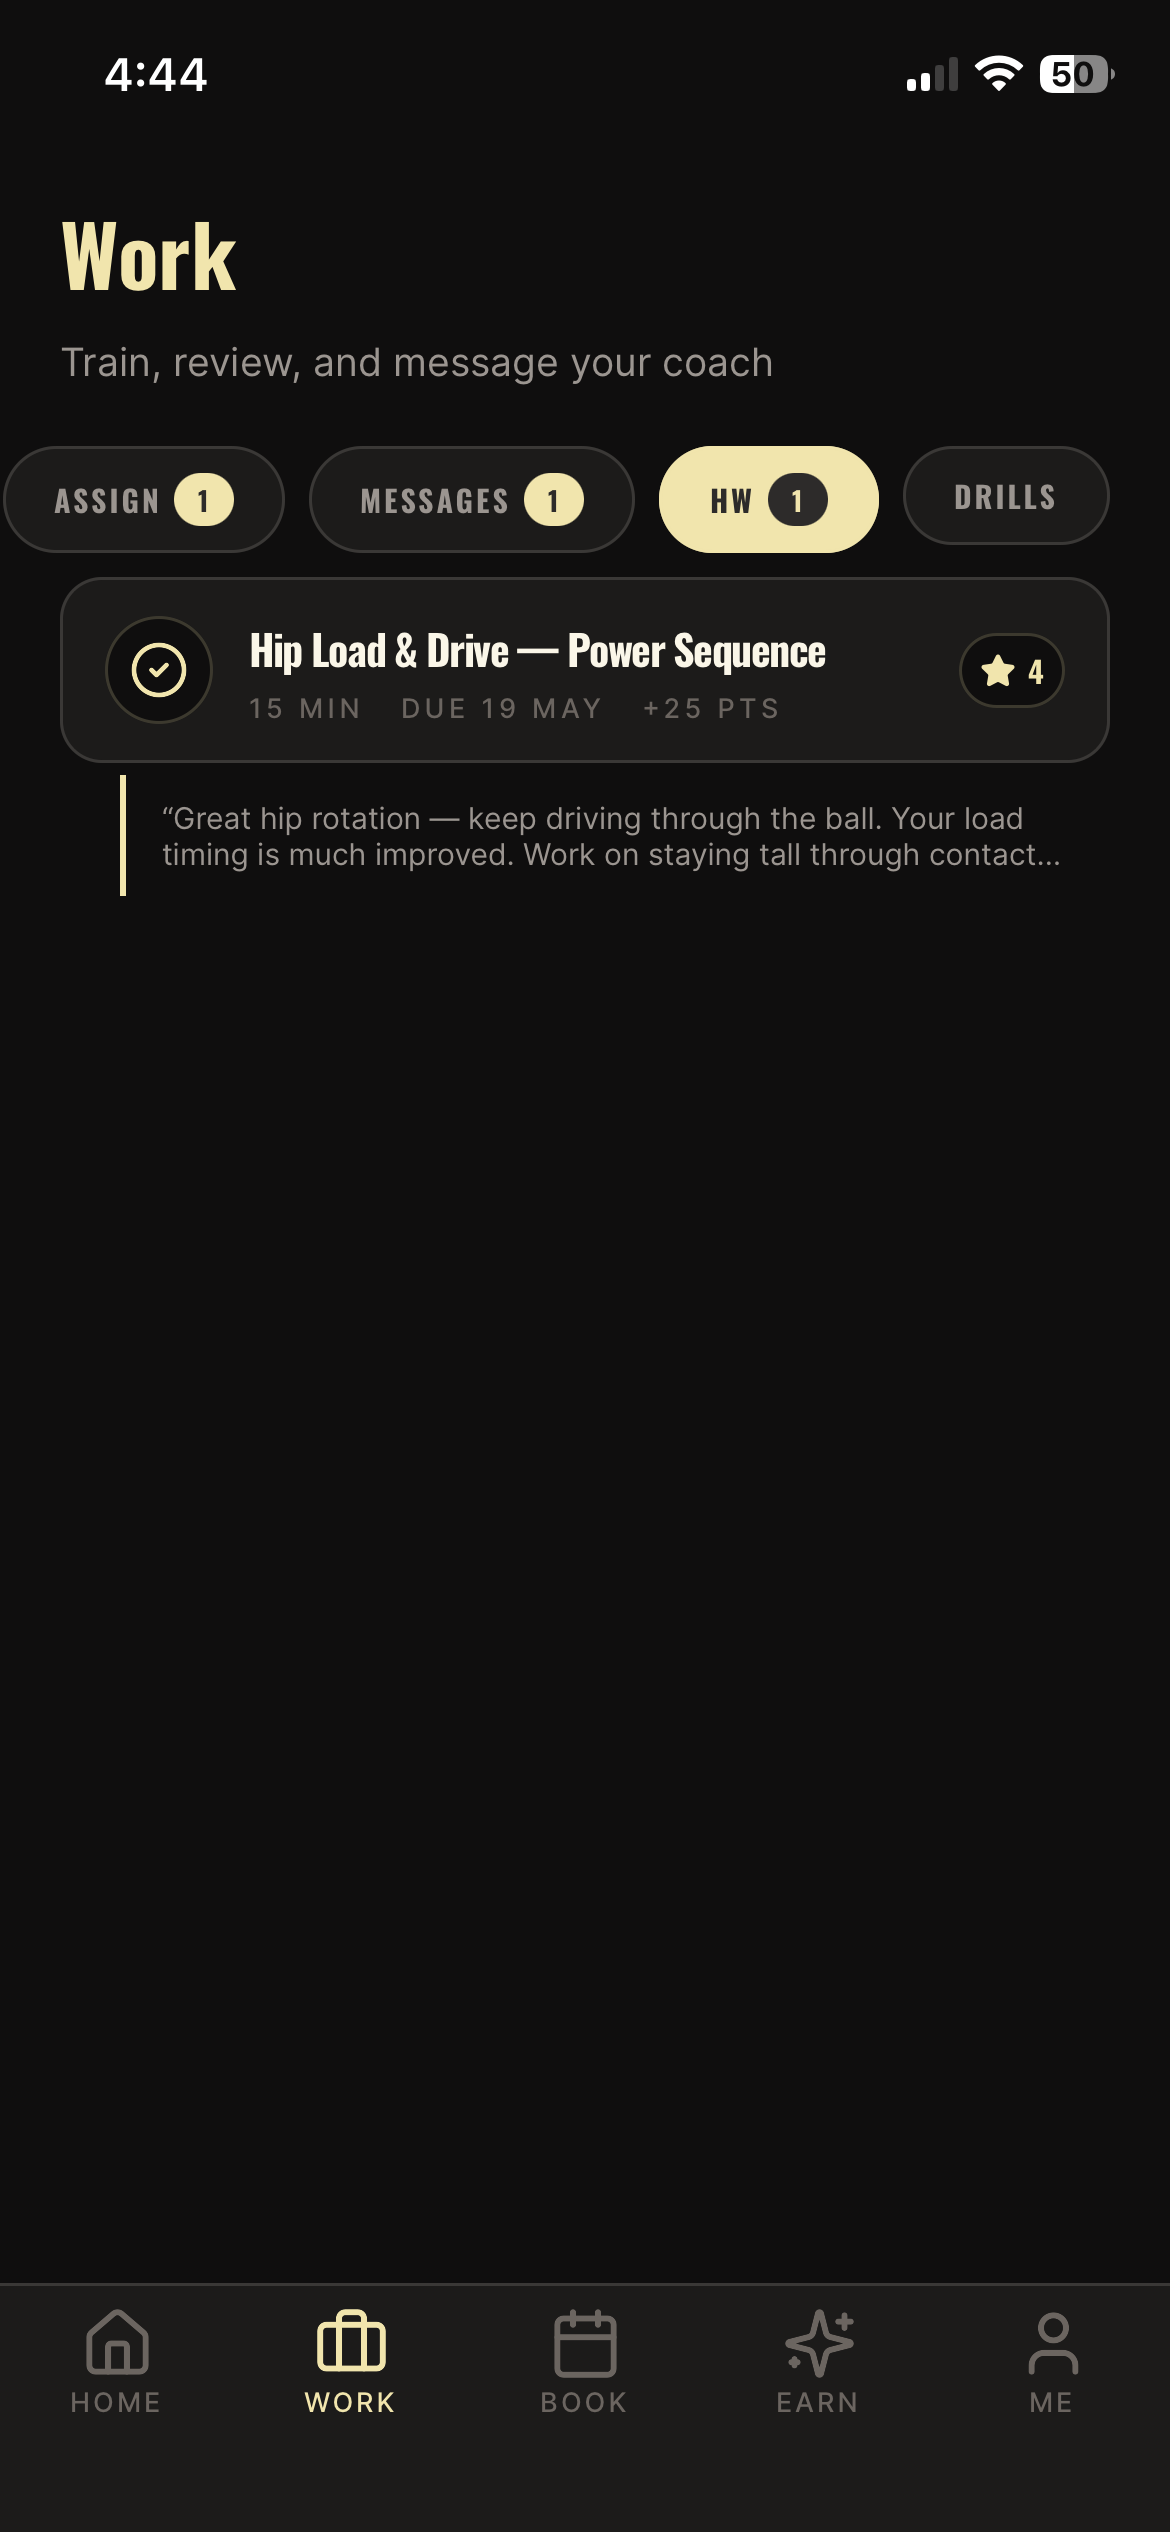 4:44
50
Work
Train, review, and message your coach
ASSIGN 1
MESSAGES 1
HW 1
DRILLS
Hip Load & Drive — Power Sequence
15 MIN DUE 19 MAY +25 PTS
4
“Great hip rotation — keep driving through the ball. Your load
timing is much improved. Work on staying tall through contact...
HOME
WORK
BOOK
EARN
ME